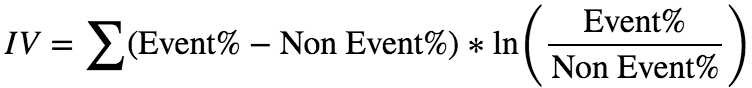 IV = ∑(Event% − Non Event%) * ln(Event% / Non Event%)